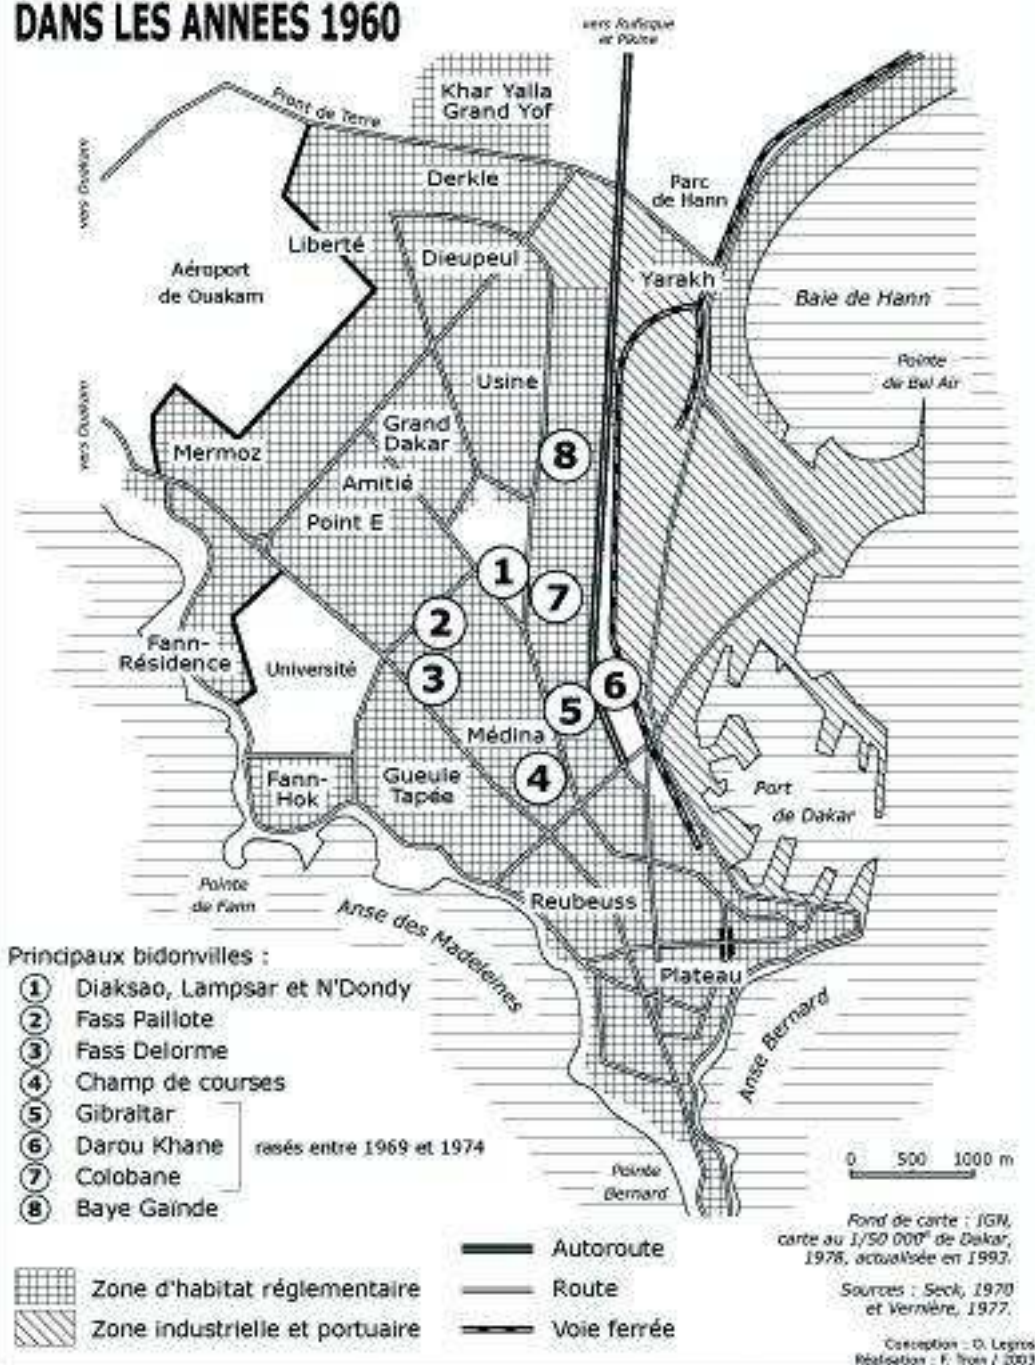 DANS LES ANNEES 1960
vers Rufisque
et Pikine
Khar Yalla
Grand Yof
Front de Terre
vers Ouakam
Derkle
Parc
de Hann
Liberté
Dieupeul
Aéroport
de Ouakam
Yarakh
Baie de Hann
Pointe
de Bel Air
Usine
vers Ouakam
Grand
Dakar
Mermoz
8
Amitié
Point E
1
7
2
Fann-
Résidence
Université
3
6
5
Médina
4
Fann-
Hok
Gueule
Tapée
Port
de Dakar
Pointe
de Fann
Anse des Madeleines
Reubeuss
Plateau
Anse Bernard
Pointe
Bernard
Principaux bidonvilles :
1 Diaksao, Lampsar et N'Dondy
2 Fass Paillote
3 Fass Delorme
4 Champ de courses
5 Gibraltar
6 Darou Khane
7 Colobane
rasés entre 1969 et 1974
8 Baye Gaïnde
0 500 1000 m
Zone d'habitat réglementaire
Zone industrielle et portuaire
Autoroute
Route
Voie ferrée
Fond de carte : IGN,
carte au 1/50 000° de Dakar,
1978, actualisée en 1993.
Sources : Seck, 1970
et Vernière, 1977.
Conception : O. Legros
Réalisation : F. Troin / 2003